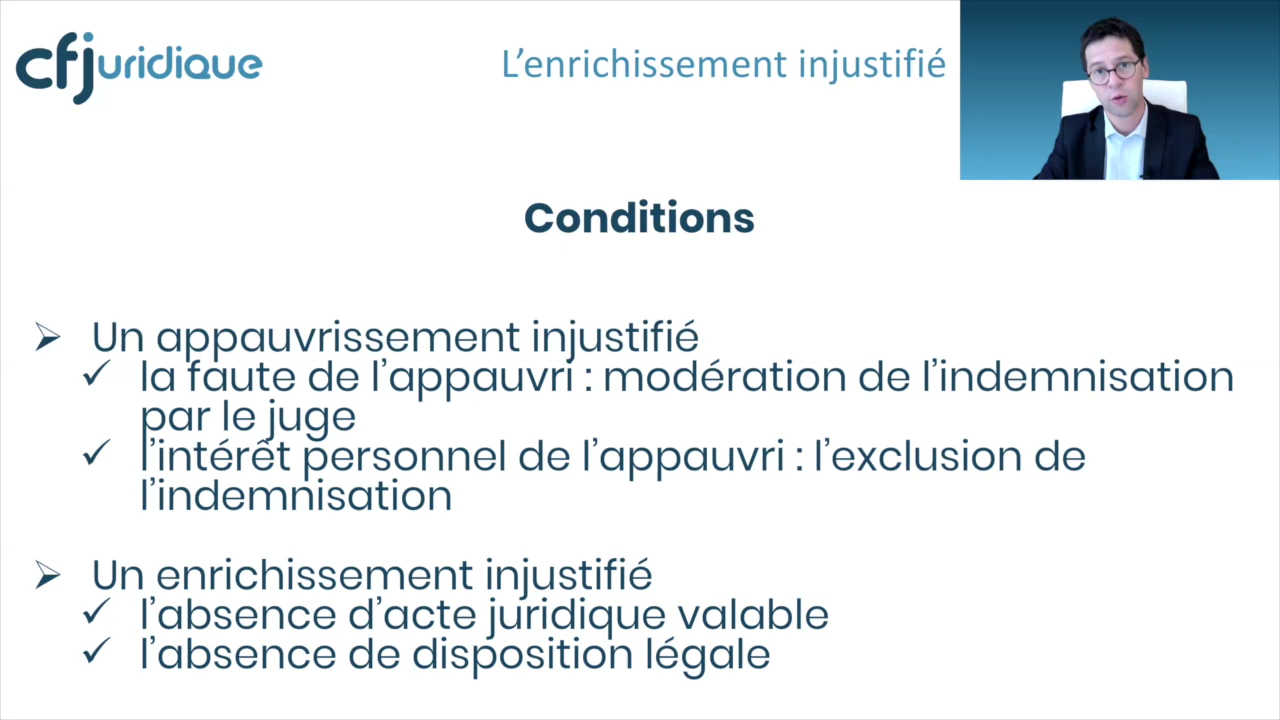 cfjuridique
L’enrichissement injustifié
Conditions
Un appauvrissement injustifié
la faute de l’appauvri : modération de l’indemnisation
par le juge
l’intérêt personnel de l’appauvri : l’exclusion de
l’indemnisation
Un enrichissement injustifié
l’absence d’acte juridique valable
l’absence de disposition légale